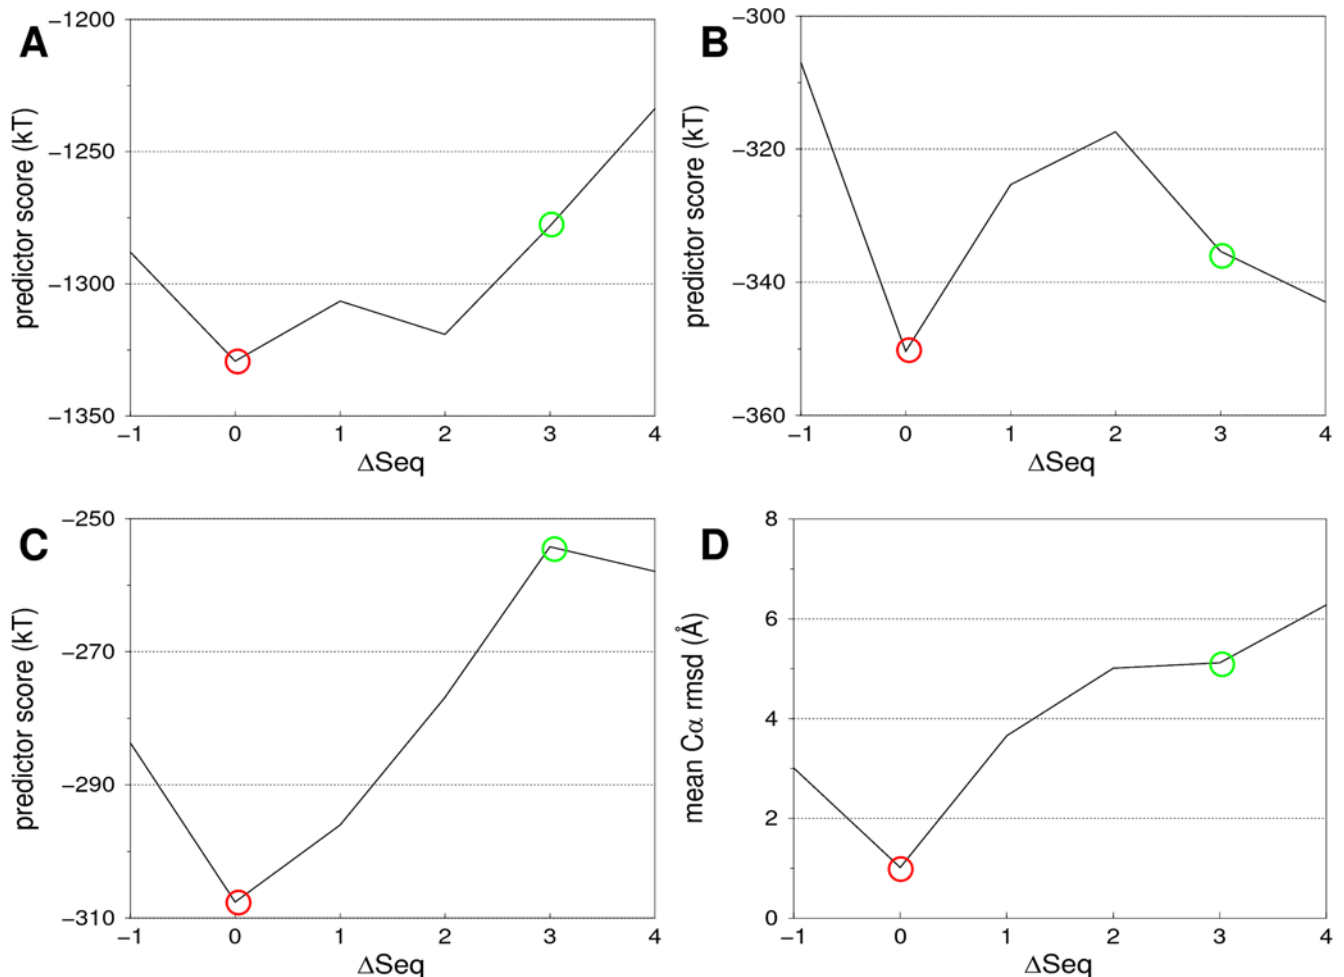 A
predictor score (kT)
−1200
−1250
−1300
−1350
−1 0 1 2 3 4
ΔSeq
B
predictor score (kT)
−300
−320
−340
−360
−1 0 1 2 3 4
ΔSeq
C
predictor score (kT)
−250
−270
−290
−310
−1 0 1 2 3 4
ΔSeq
D
mean Cα rmsd (Å)
8
6
4
2
0
−1 0 1 2 3 4
ΔSeq